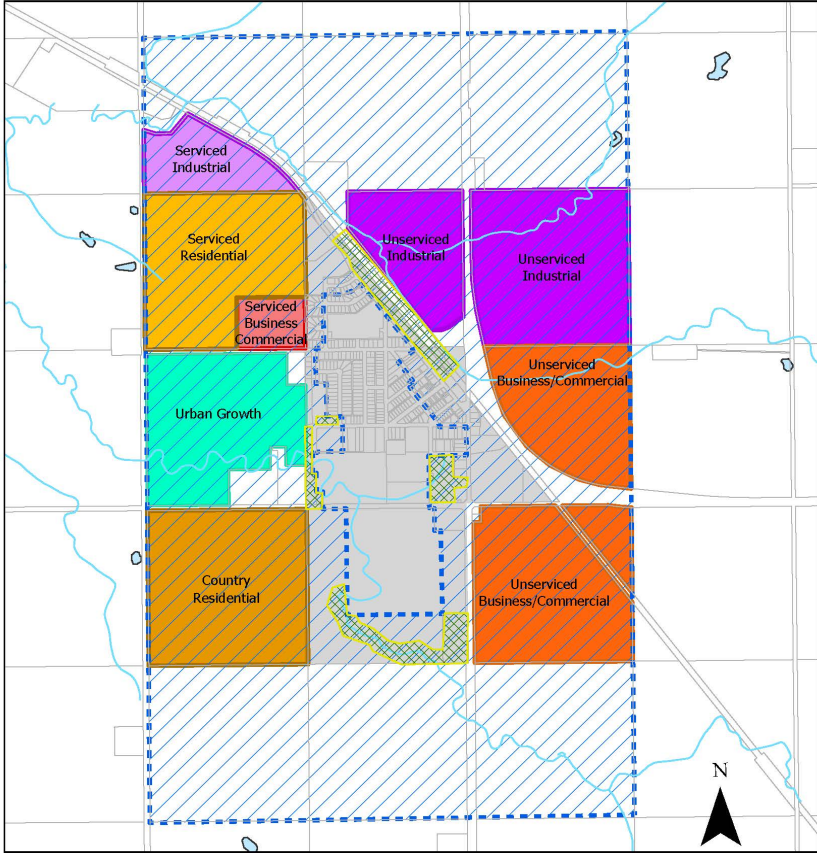 Serviced
Industrial
Serviced
Residential
Unserviced
Industrial
Unserviced
Industrial
Serviced
Business
Commercial
Unserviced
Business/Commercial
Urban Growth
Country
Residential
Unserviced
Business/Commercial
N